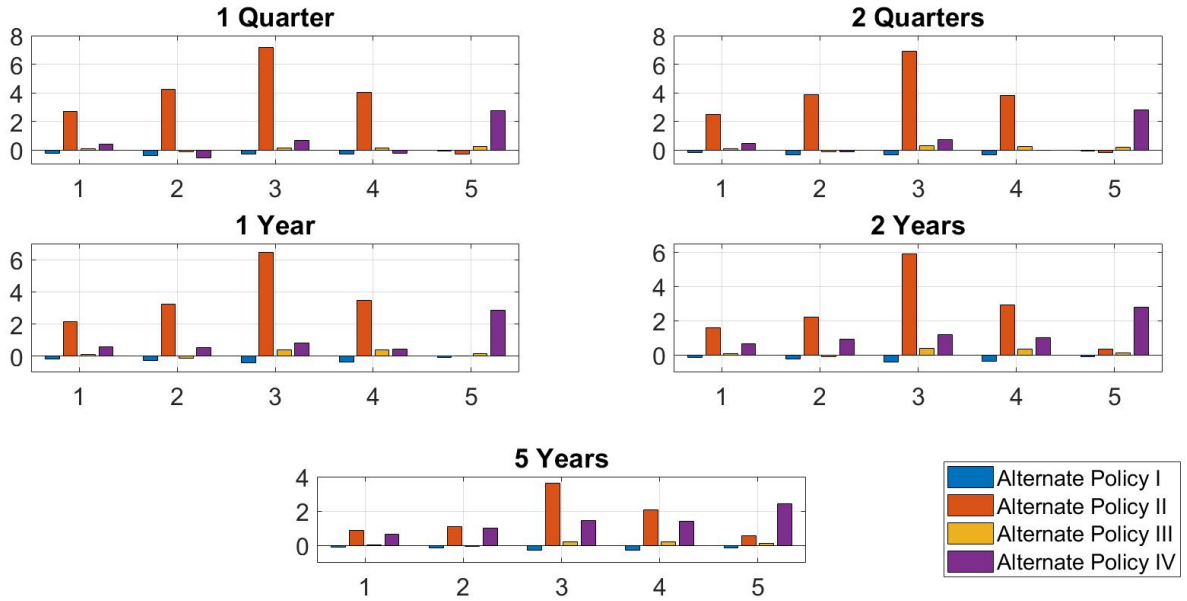 1 Quarter
8
6
4
2
0
1 2 3 4 5
2 Quarters
8
6
4
2
0
1 2 3 4 5
1 Year
6
4
2
0
1 2 3 4 5
2 Years
6
4
2
0
1 2 3 4 5
5 Years
4
2
0
1 2 3 4 5
Alternate Policy I
Alternate Policy II
Alternate Policy III
Alternate Policy IV